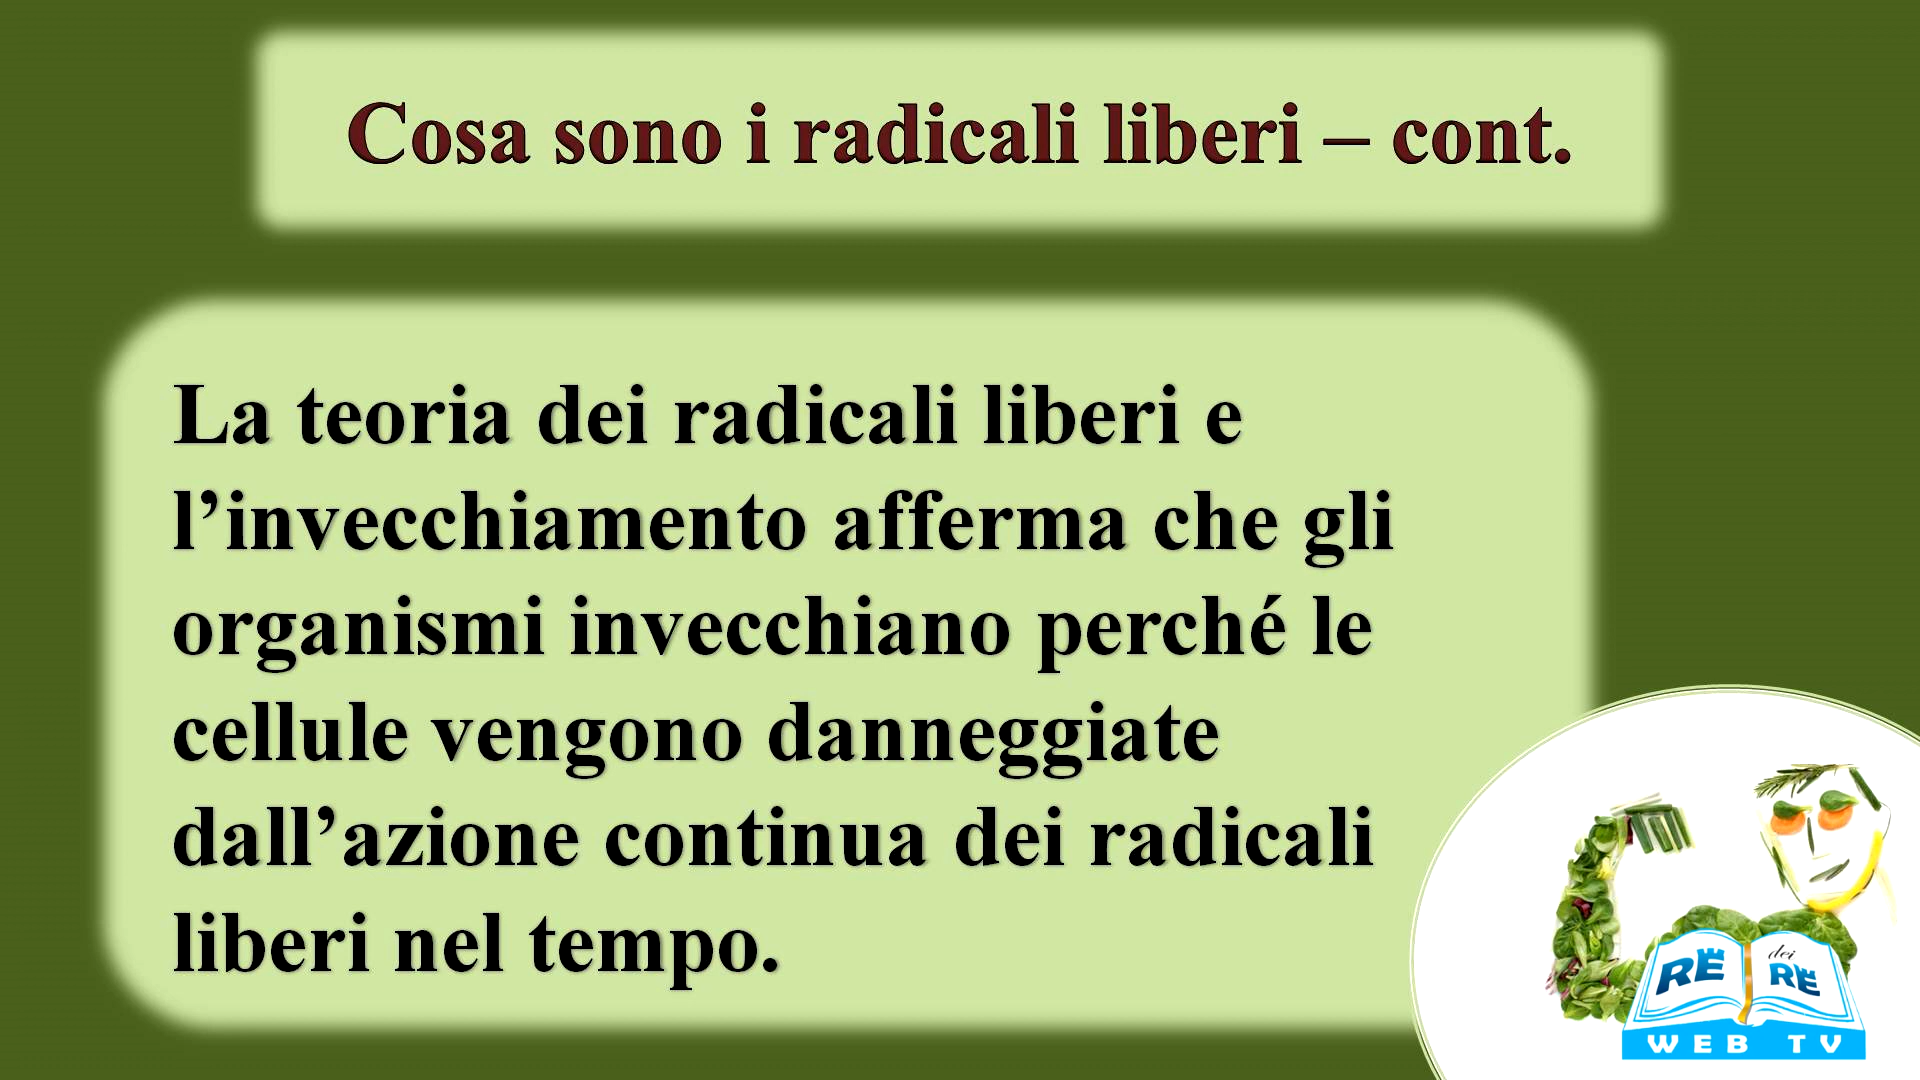 Cosa sono i radicali liberi – cont.
La teoria dei radicali liberi e
l’invecchiamento afferma che gli
organismi invecchiano perché le
cellule vengono danneggiate
dall’azione continua dei radicali
liberi nel tempo.
RE dei RE
WEB TV